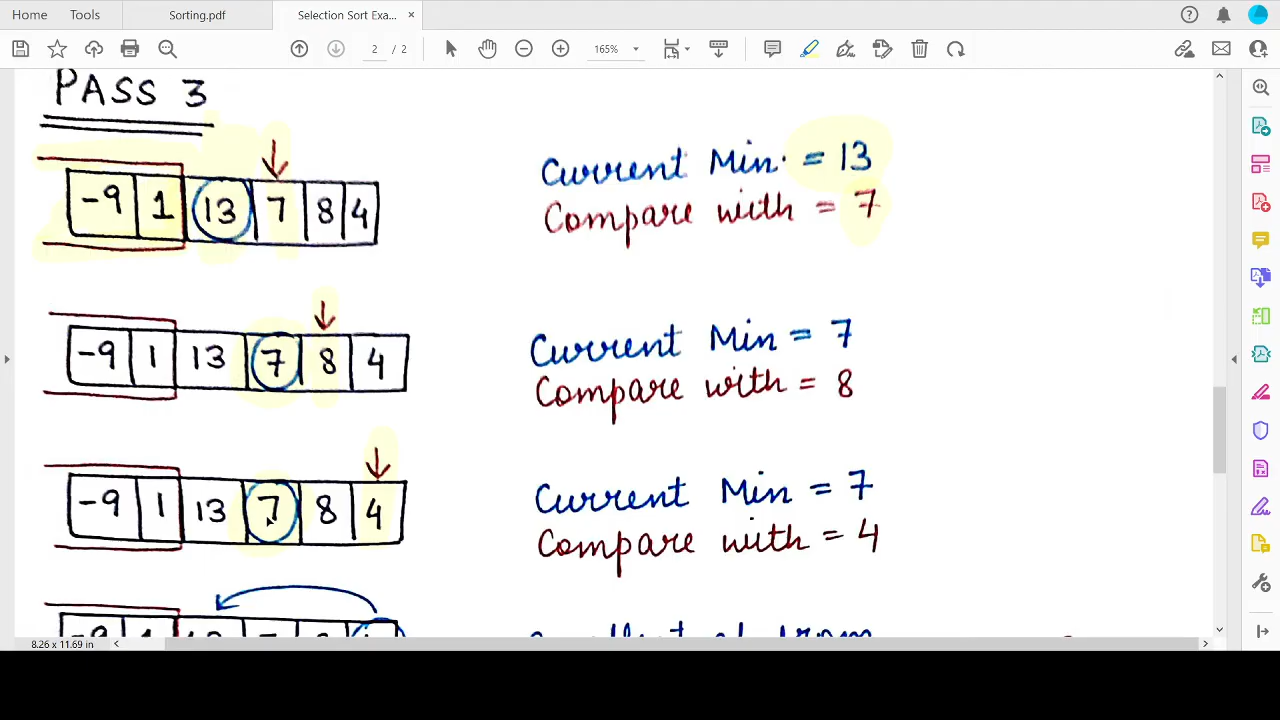 Home Tools Sorting.pdf Selection Sort Exa... ×
2 / 2 165%
PASS 3
-9 1 13 7 8 4
Current Min. = 13
Compare with = 7
-9 1 13 7 8 4
Current Min = 7
Compare with = 8
-9 1 13 7 8 4
Current Min = 7
Compare with = 4
8.26 x 11.69 in